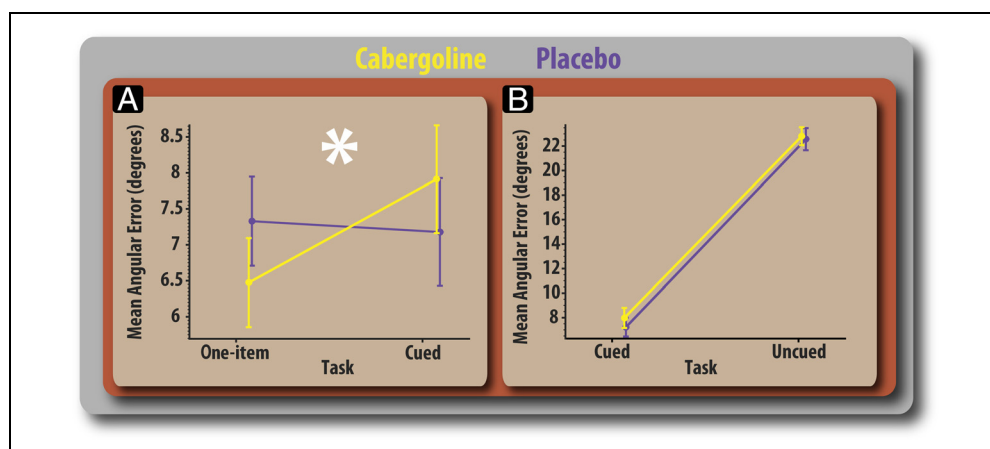 Cabergoline Placebo
A
Mean Angular Error (degrees)
8.5
8
7.5
7
6.5
6
*
One-item Cued
Task
B
Mean Angular Error (degrees)
22
20
18
16
14
12
10
8
Cued Uncued
Task